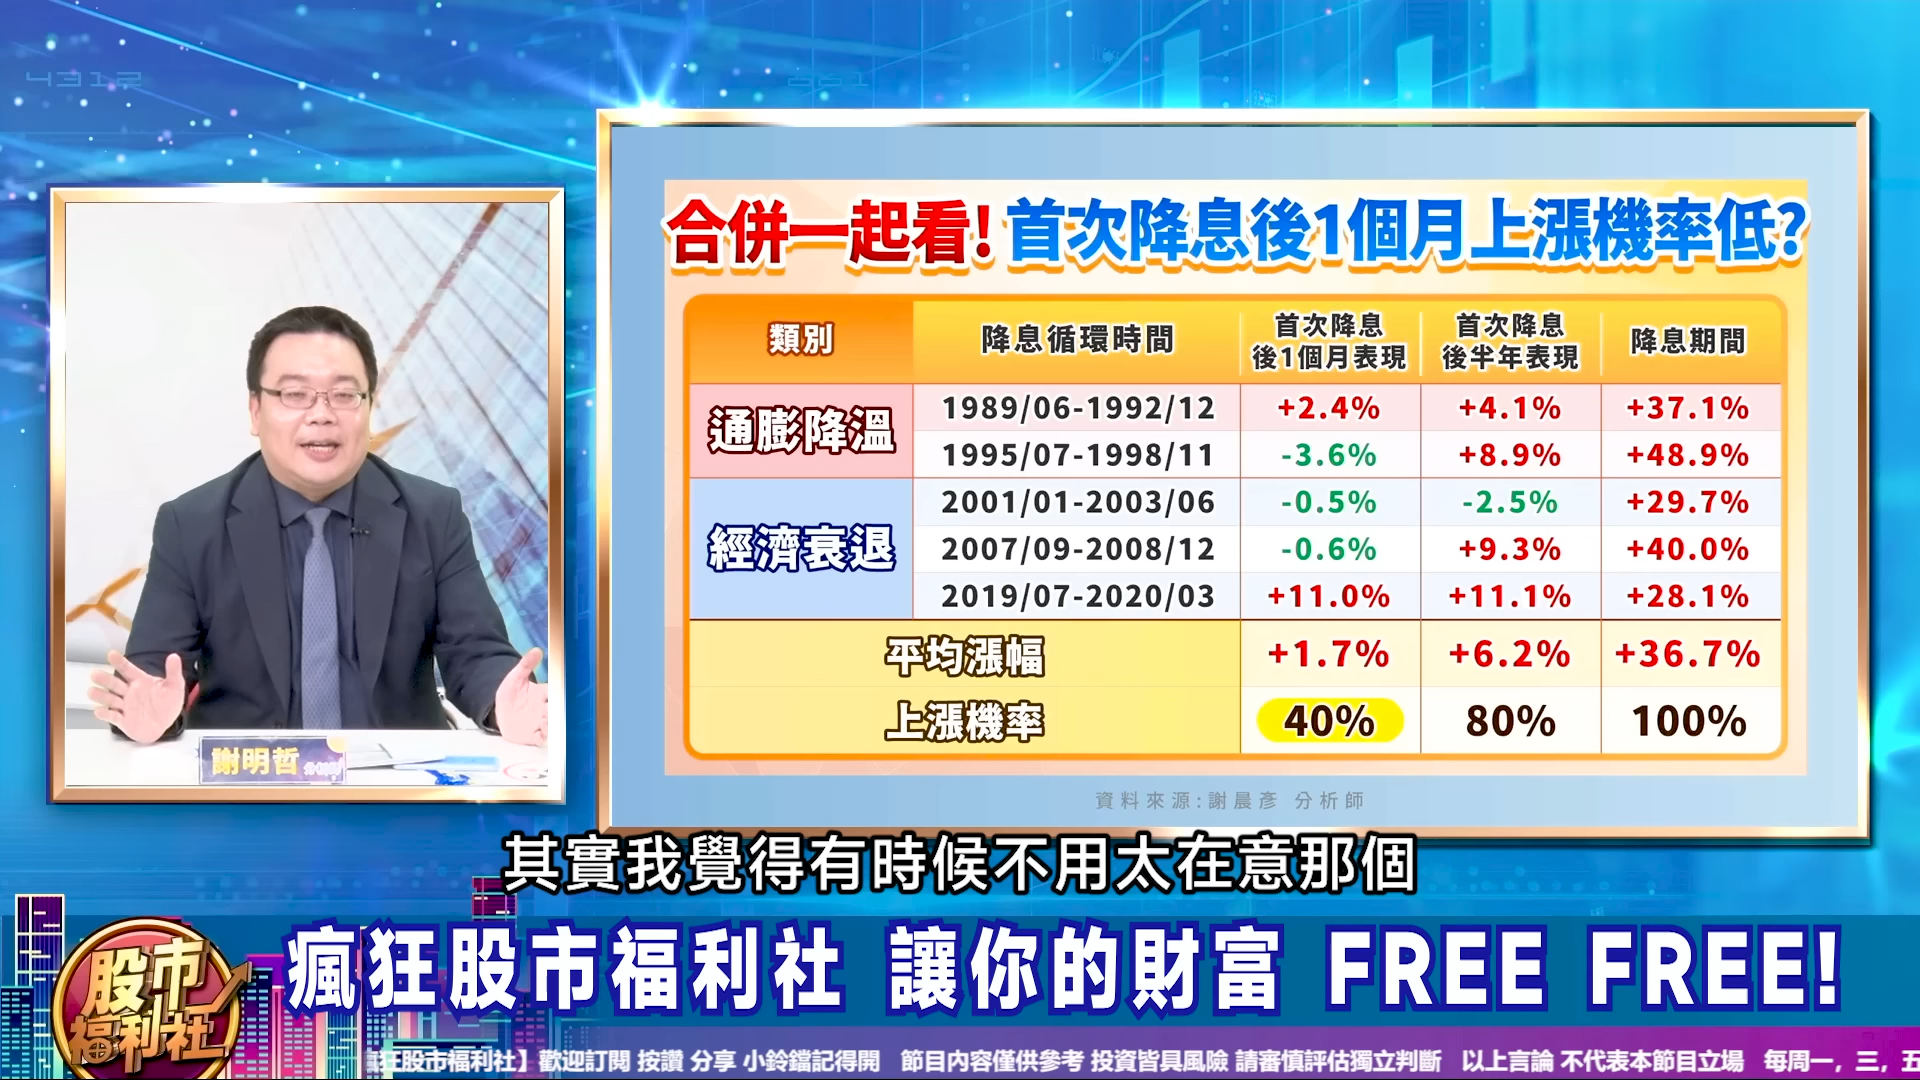 合併一起看! 首次降息後1個月上漲機率低?
類別 降息循環時間 首次降息後1個月表現 首次降息後半年表現 降息期間
通膨降溫
1989/06-1992/12 +2.4% +4.1% +37.1%
1995/07-1998/11 -3.6% +8.9% +48.9%
經濟衰退
2001/01-2003/06 -0.5% -2.5% +29.7%
2007/09-2008/12 -0.6% +9.3% +40.0%
2019/07-2020/03 +11.0% +11.1% +28.1%
平均漲幅 +1.7% +6.2% +36.7%
上漲機率 40% 80% 100%
資料來源:謝晨彥 分析師
謝明哲
其實我覺得有時候不用太在意那個
瘋狂股市福利社 讓你的財富 FREE FREE!
股市
福利社
狂股市福利社】歡迎訂閱 按讚 分享 小鈴鐺記得開 節目內容僅供參考 投資皆具風險 請審慎評估獨立判斷 以上言論 不代表本節目立場 每周一, 三, 五